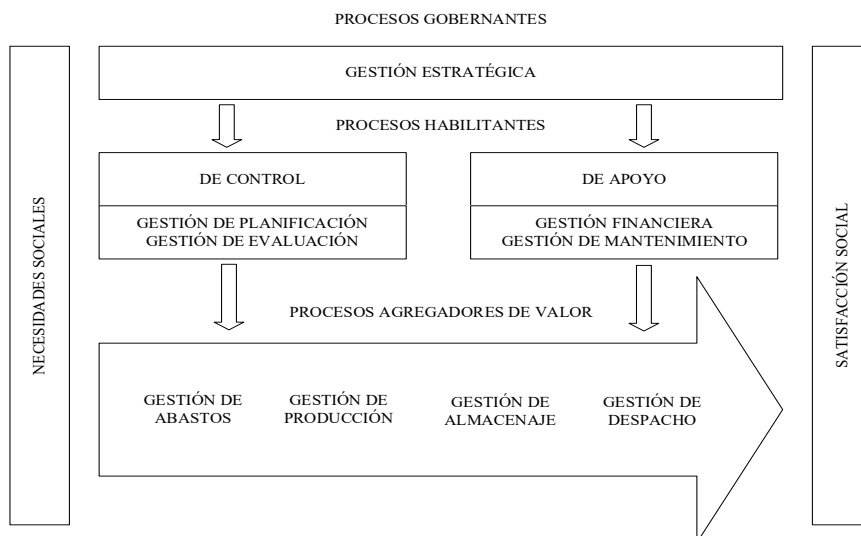 PROCESOS GOBERNANTES
GESTIÓN ESTRATÉGICA
PROCESOS HABILITANTES
DE CONTROL
GESTIÓN DE PLANIFICACIÓN
GESTIÓN DE EVALUACIÓN
DE APOYO
GESTIÓN FINANCIERA
GESTIÓN DE MANTENIMIENTO
PROCESOS AGREGADORES DE VALOR
GESTIÓN DE
ABASTOS
GESTIÓN DE
PRODUCCIÓN
GESTIÓN DE
ALMACENAJE
GESTIÓN DE
DESPACHO
NECESIDADES SOCIALES
SATISFACCIÓN SOCIAL